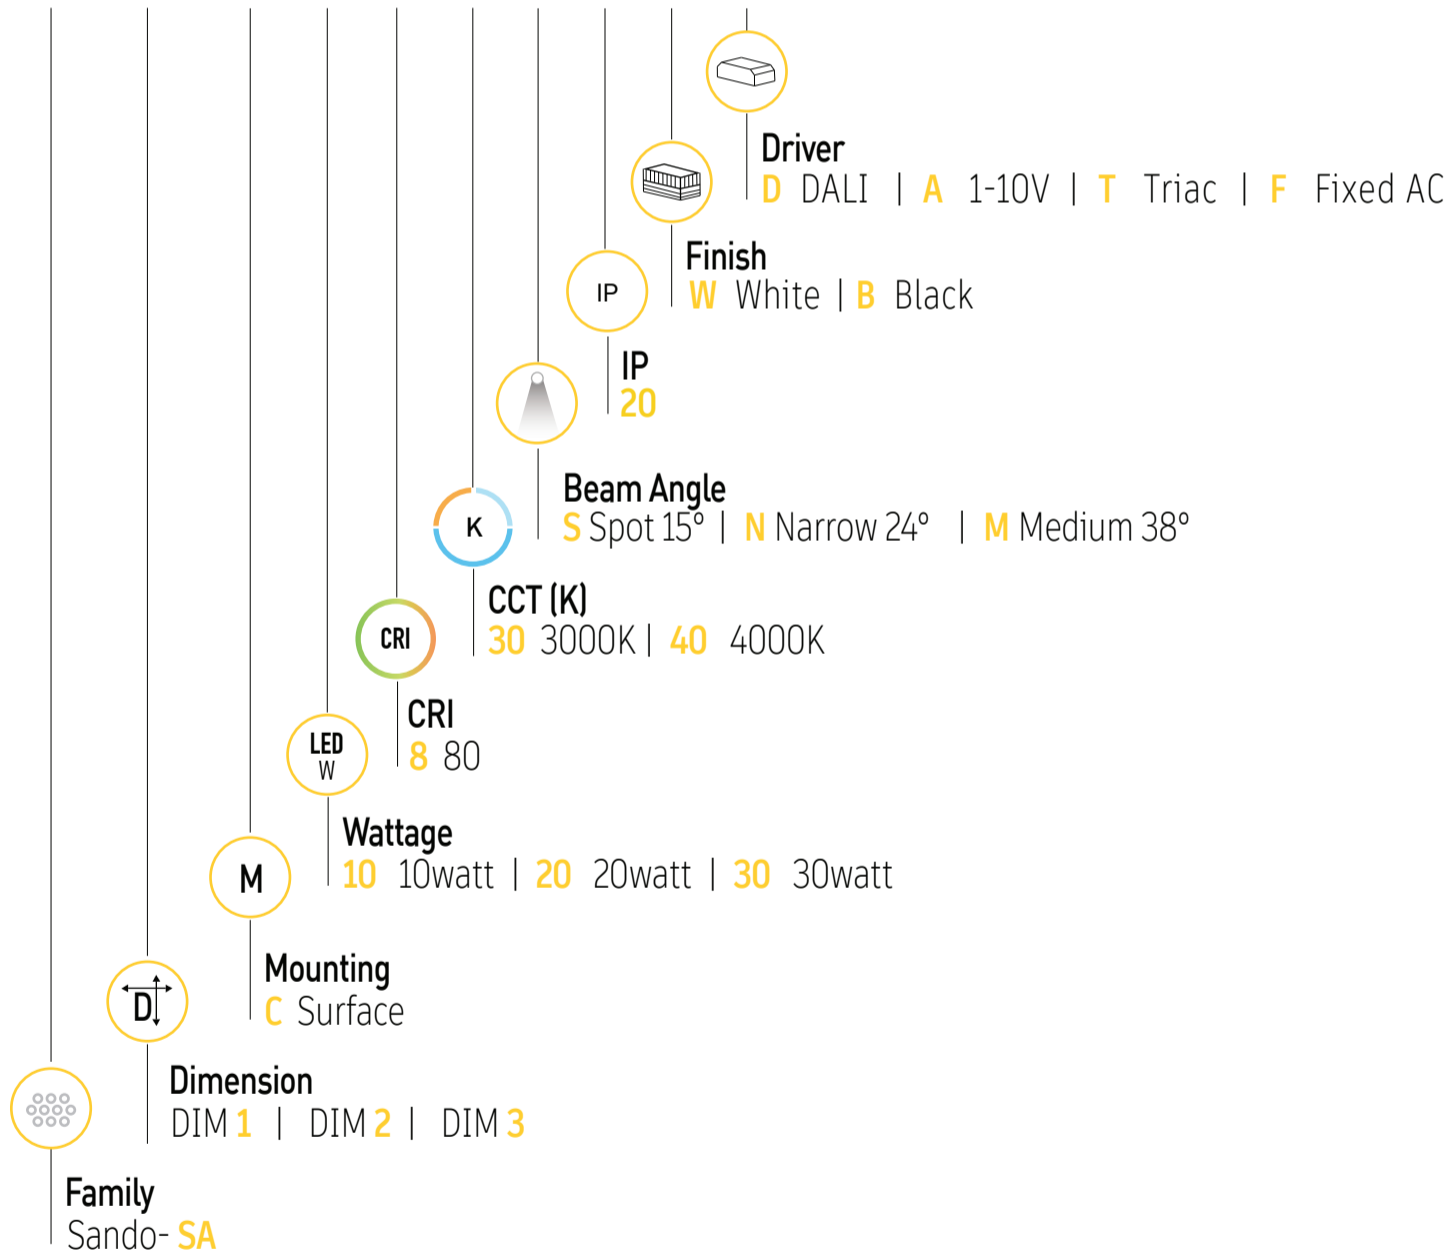 Driver
D DALI | A 1-10V | T Triac | F Fixed AC
Finish
W White | B Black
IP
IP
20
Beam Angle
S Spot 15° | N Narrow 24° | M Medium 38°
K
CCT (K)
30 3000K | 40 4000K
CRI
CRI
8 80
LED
W
Wattage
10 10watt | 20 20watt | 30 30watt
M
Mounting
C Surface
D
Dimension
DIM 1 | DIM 2 | DIM 3
Family
Sando- SA